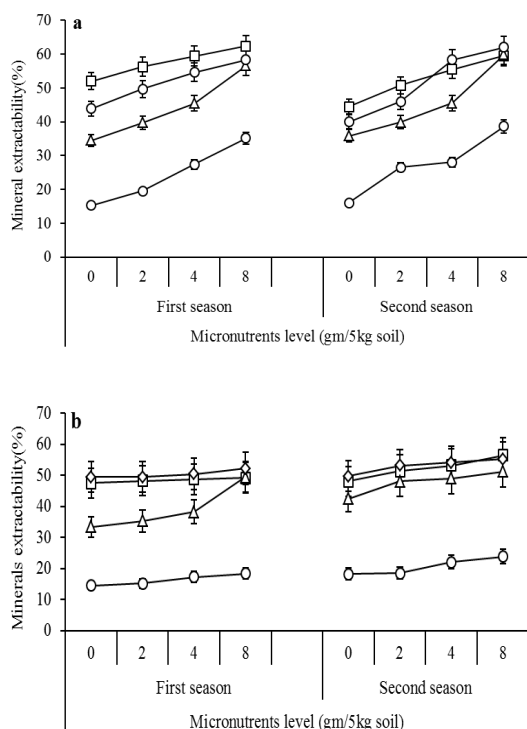 a
Mineral extractability(%)
70
60
50
40
30
20
10
0
0 2 4 8 0 2 4 8
First season Second season
Micronutrents level (gm/5kg soil)
b
Minerals extractability(%)
70
60
50
40
30
20
10
0
0 2 4 8 0 2 4 8
First season Second season
Micronutrents level (gm/5kg soil)